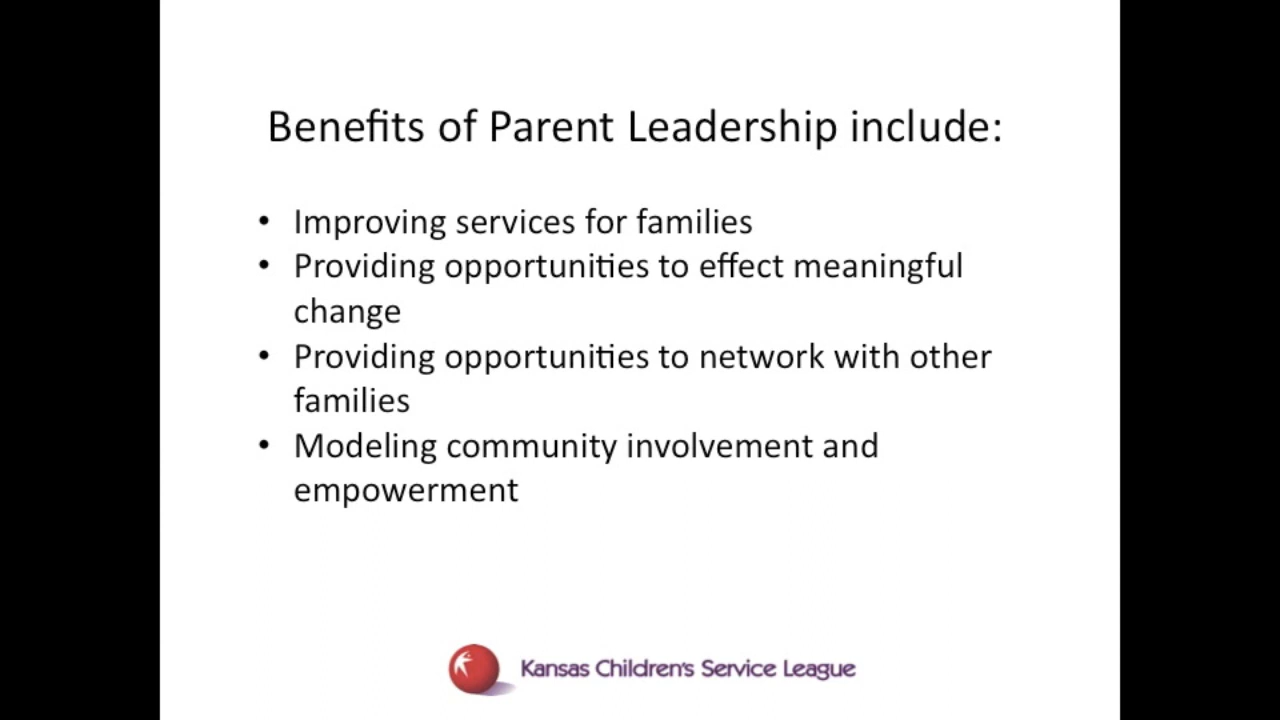 Benefits of Parent Leadership include:
• Improving services for families
• Providing opportunities to effect meaningful
change
• Providing opportunities to network with other
families
• Modeling community involvement and
empowerment
Kansas Children's Service League